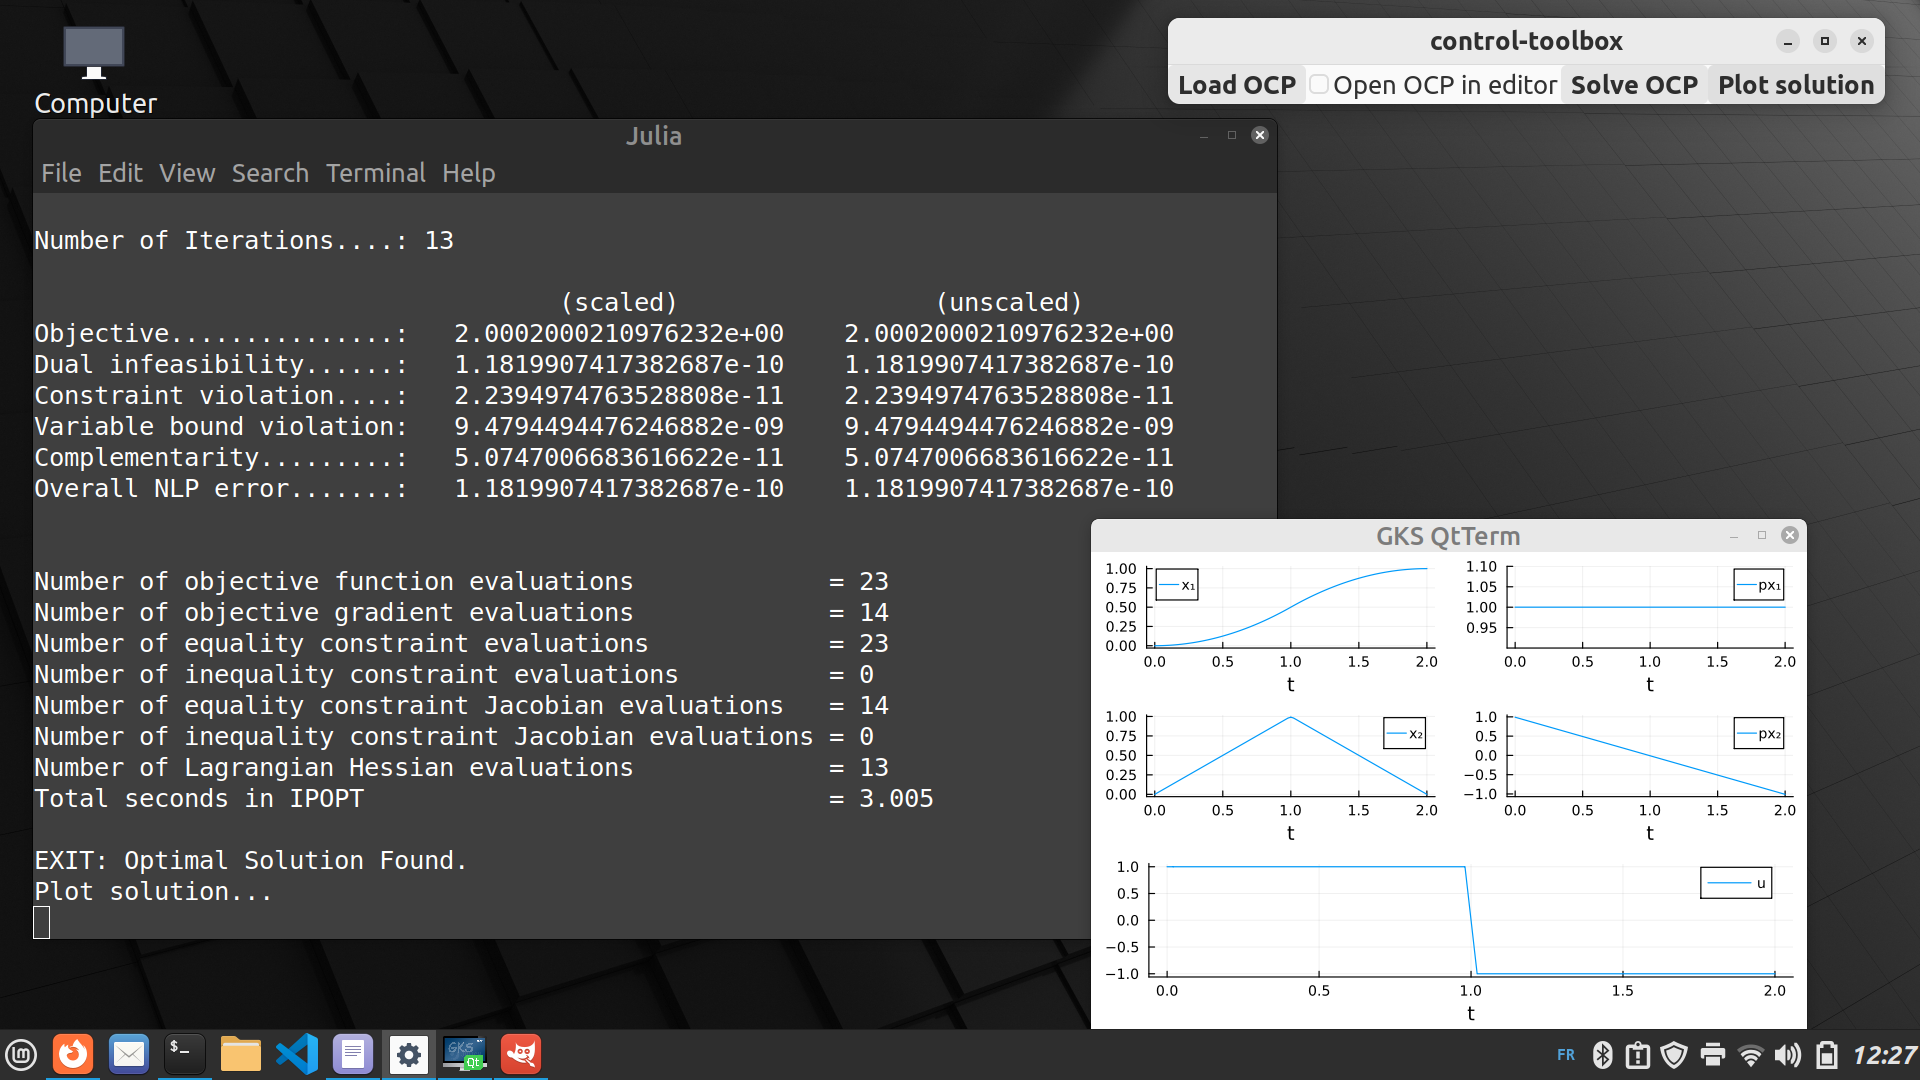 Computer
control-toolbox
Load OCP Open OCP in editor Solve OCP Plot solution
Julia
File Edit View Search Terminal Help
Number of Iterations....: 13
(scaled) (unscaled)
Objective...............: 2.0002000210976232e+00 2.0002000210976232e+00
Dual infeasibility......: 1.1819907417382687e-10 1.1819907417382687e-10
Constraint violation....: 2.2394974763528808e-11 2.2394974763528808e-11
Variable bound violation: 9.4794494476246882e-09 9.4794494476246882e-09
Complementarity.........: 5.0747006683616622e-11 5.0747006683616622e-11
Overall NLP error.......: 1.1819907417382687e-10 1.1819907417382687e-10
Number of objective function evaluations = 23
Number of objective gradient evaluations = 14
Number of equality constraint evaluations = 23
Number of inequality constraint evaluations = 0
Number of equality constraint Jacobian evaluations = 14
Number of inequality constraint Jacobian evaluations = 0
Number of Lagrangian Hessian evaluations = 13
Total seconds in IPOPT = 3.005
EXIT: Optimal Solution Found.
Plot solution...
GKS QtTerm
1.00
0.75
0.50
0.25
0.00
x₁
0.0 0.5 1.0 1.5 2.0
t
1.10
1.05
1.00
0.95
px₁
0.0 0.5 1.0 1.5 2.0
t
1.00
0.75
0.50
0.25
0.00
x₂
0.0 0.5 1.0 1.5 2.0
t
1.0
0.5
0.0
−0.5
−1.0
px₂
0.0 0.5 1.0 1.5 2.0
t
1.0
0.5
0.0
−0.5
−1.0
u
0.0 0.5 1.0 1.5 2.0
t
$_
GKS
Qt
FR
12:27